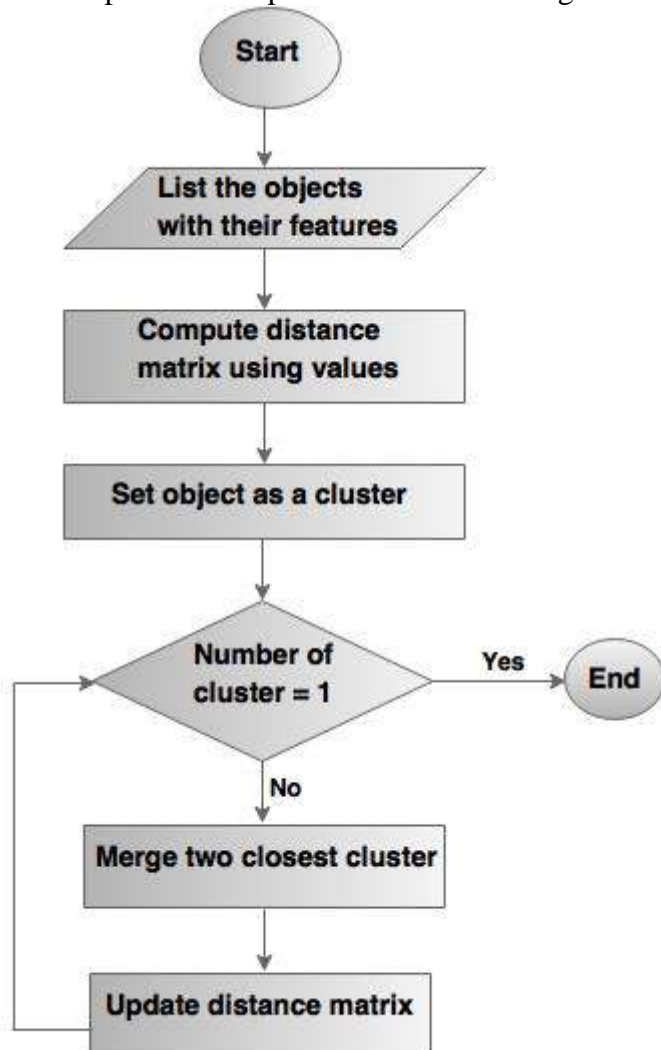 Start
List the objects
with their features
Compute distance
matrix using values
Set object as a cluster
Number of
cluster = 1
Yes
End
No
Merge two closest cluster
Update distance matrix